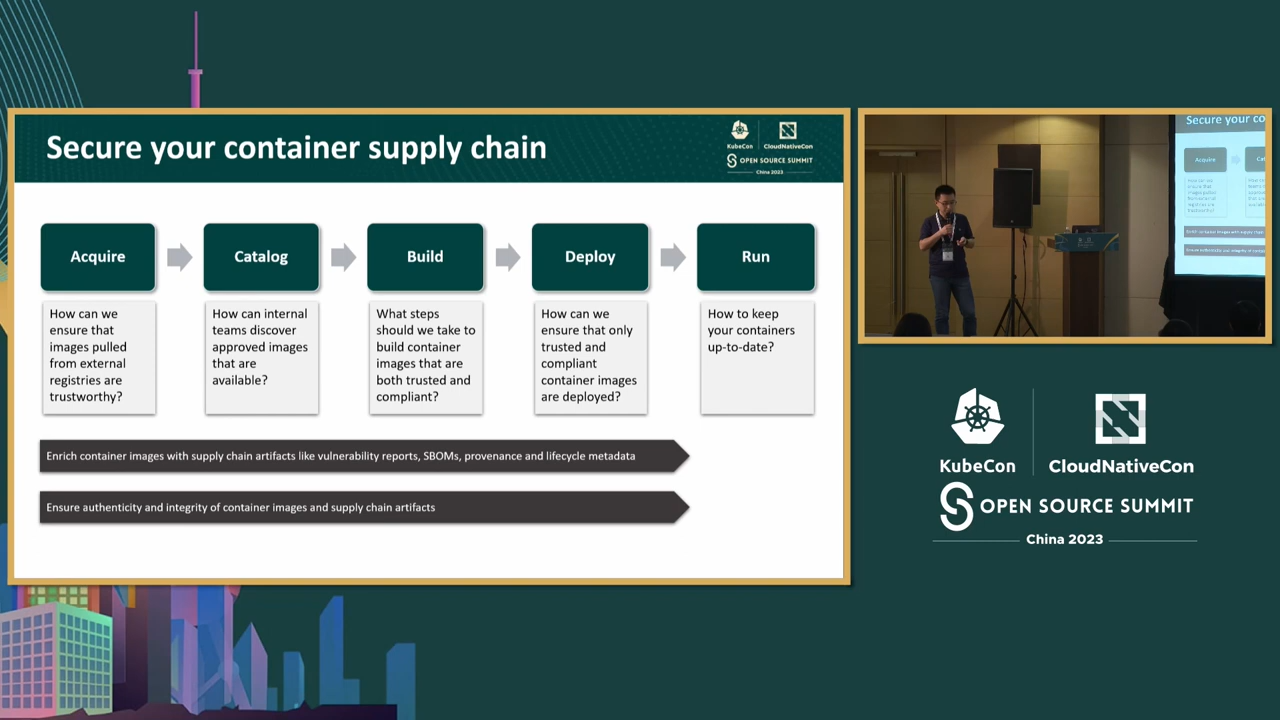 Secure your container supply chain
KubeCon
CloudNativeCon
OPEN SOURCE SUMMIT
China 2023
Acquire
Catalog
Build
Deploy
Run
How can we
ensure that
images pulled
from external
registries are
trustworthy?
How can internal
teams discover
approved images
that are
available?
What steps
should we take to
build container
images that are
both trusted and
compliant?
How can we
ensure that only
trusted and
compliant
container images
are deployed?
How to keep
your containers
up-to-date?
Enrich container images with supply chain artifacts like vulnerability reports, SBOMs, provenance and lifecycle metadata
Ensure authenticity and integrity of container images and supply chain artifacts
Secure your co
Acquire
Cat
KubeCon
CloudNativeCon
OPEN SOURCE SUMMIT
China 2023